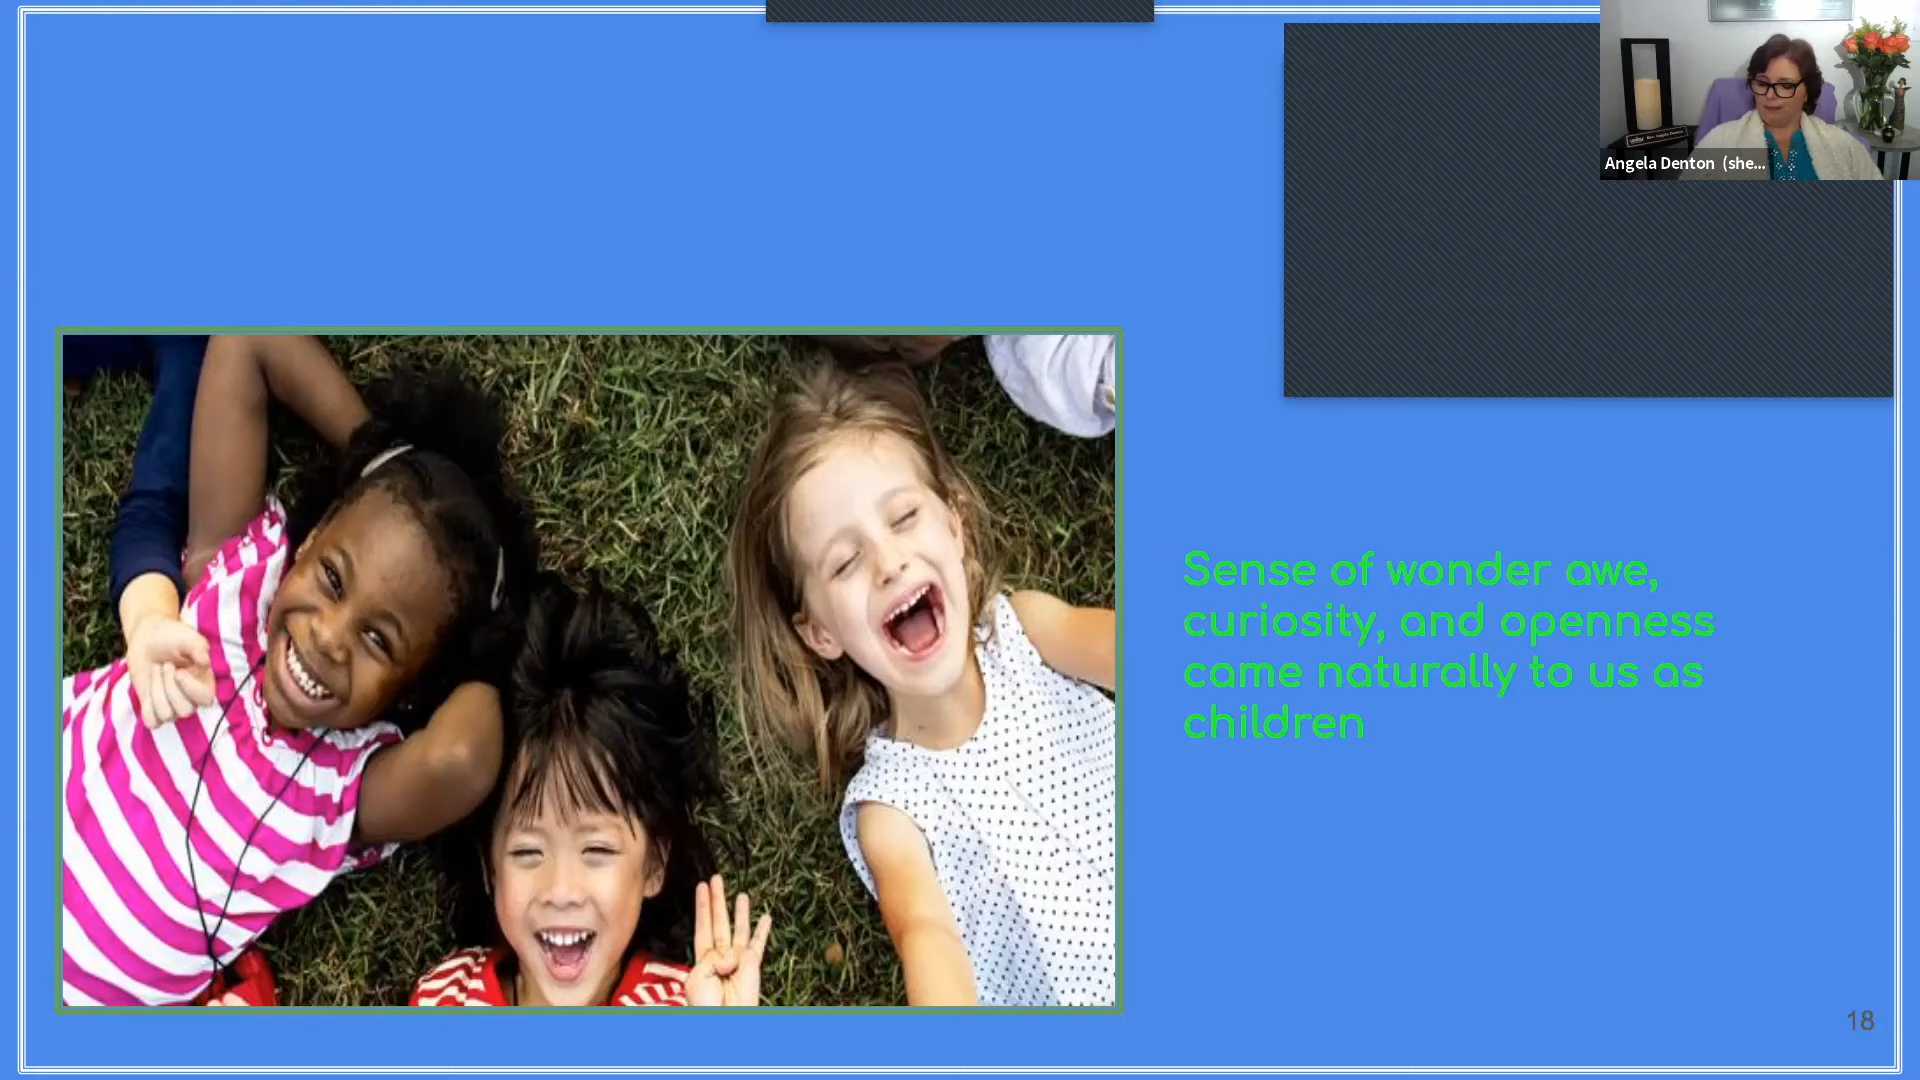 Angela Denton (she...
Sense of wonder awe,
curiosity, and openness
came naturally to us as
children
18